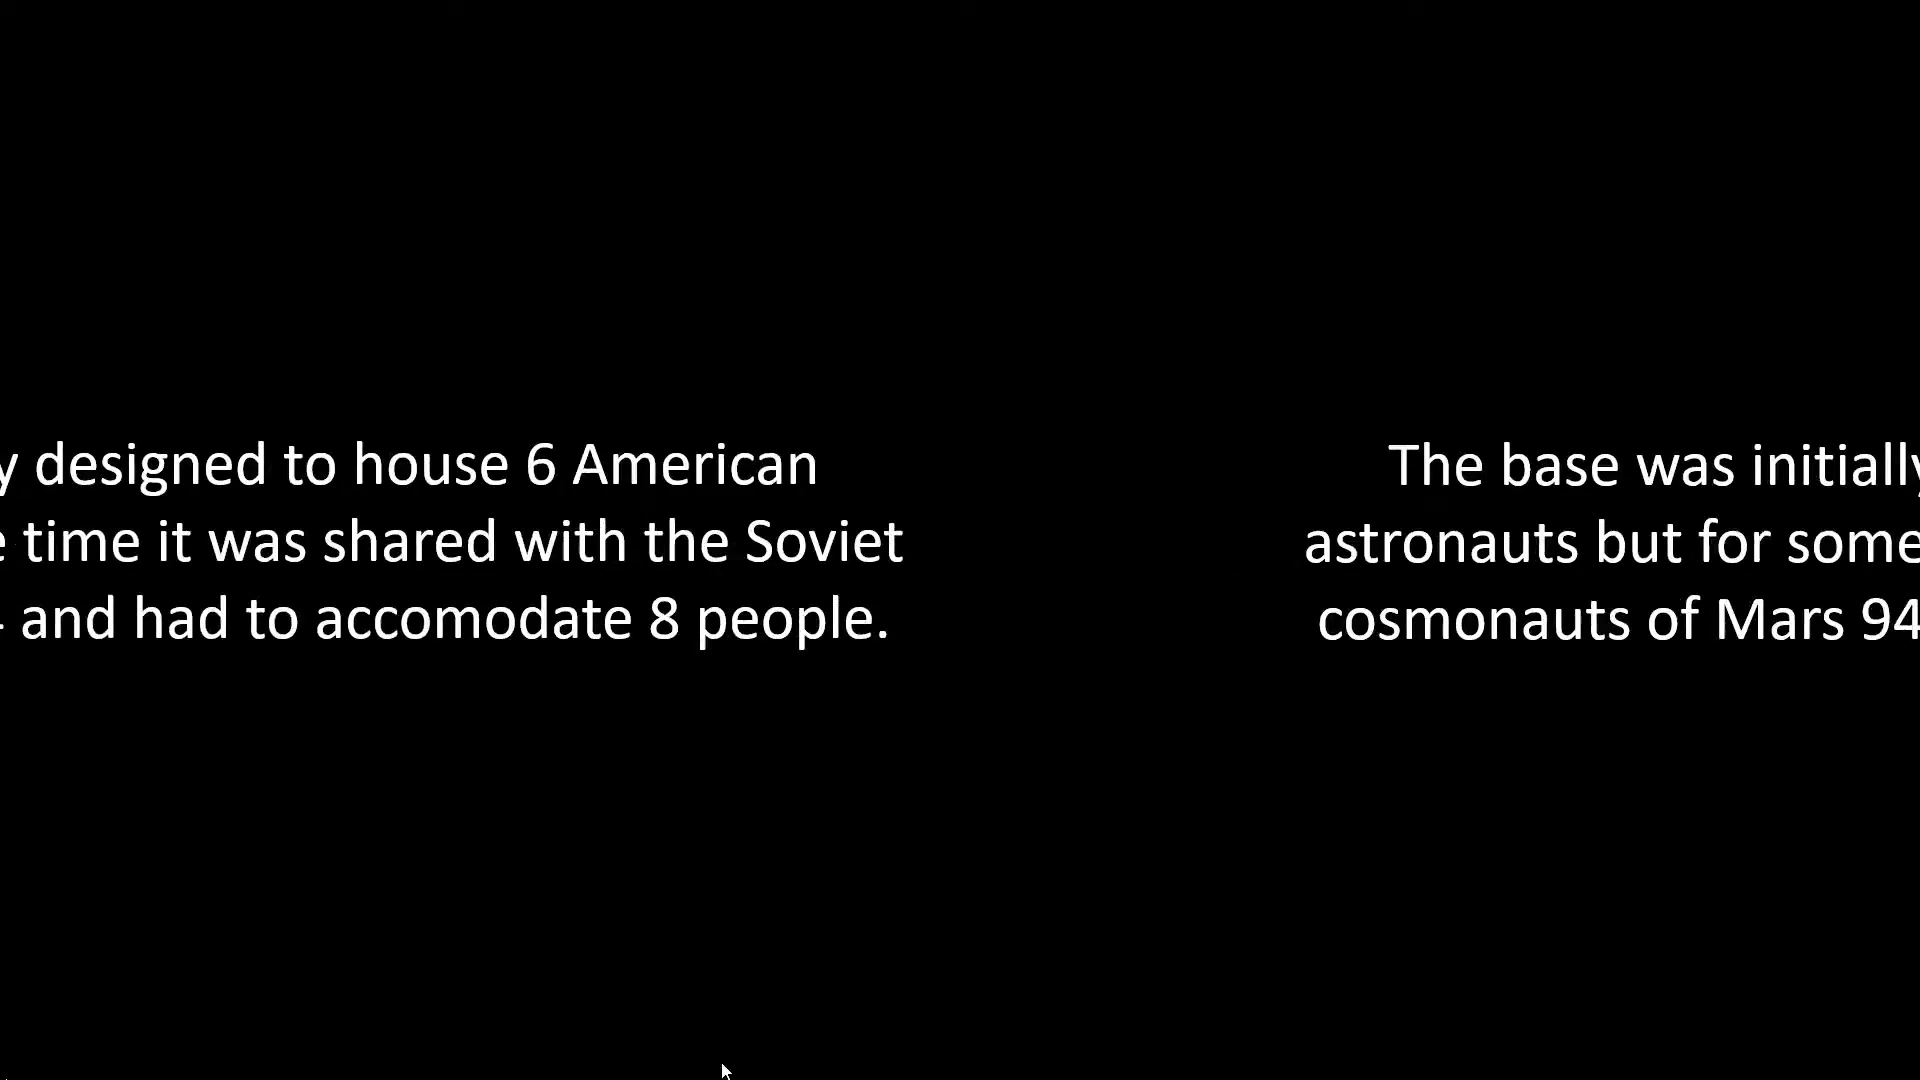 y designed to house 6 American
e time it was shared with the Soviet
and had to accomodate 8 people.
The base was initially
astronauts but for some
cosmonauts of Mars 94